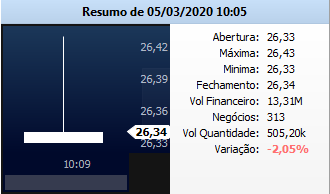 Resumo de 05/03/2020 10:05
26,42
26,39
26,36
26,34
26,33
10:09
Abertura: 26,33
Máxima: 26,43
Minima: 26,33
Fechamento: 26,34
Vol Financeiro: 13,31M
Negócios: 313
Vol Quantidade: 505,20k
Variação: -2,05%